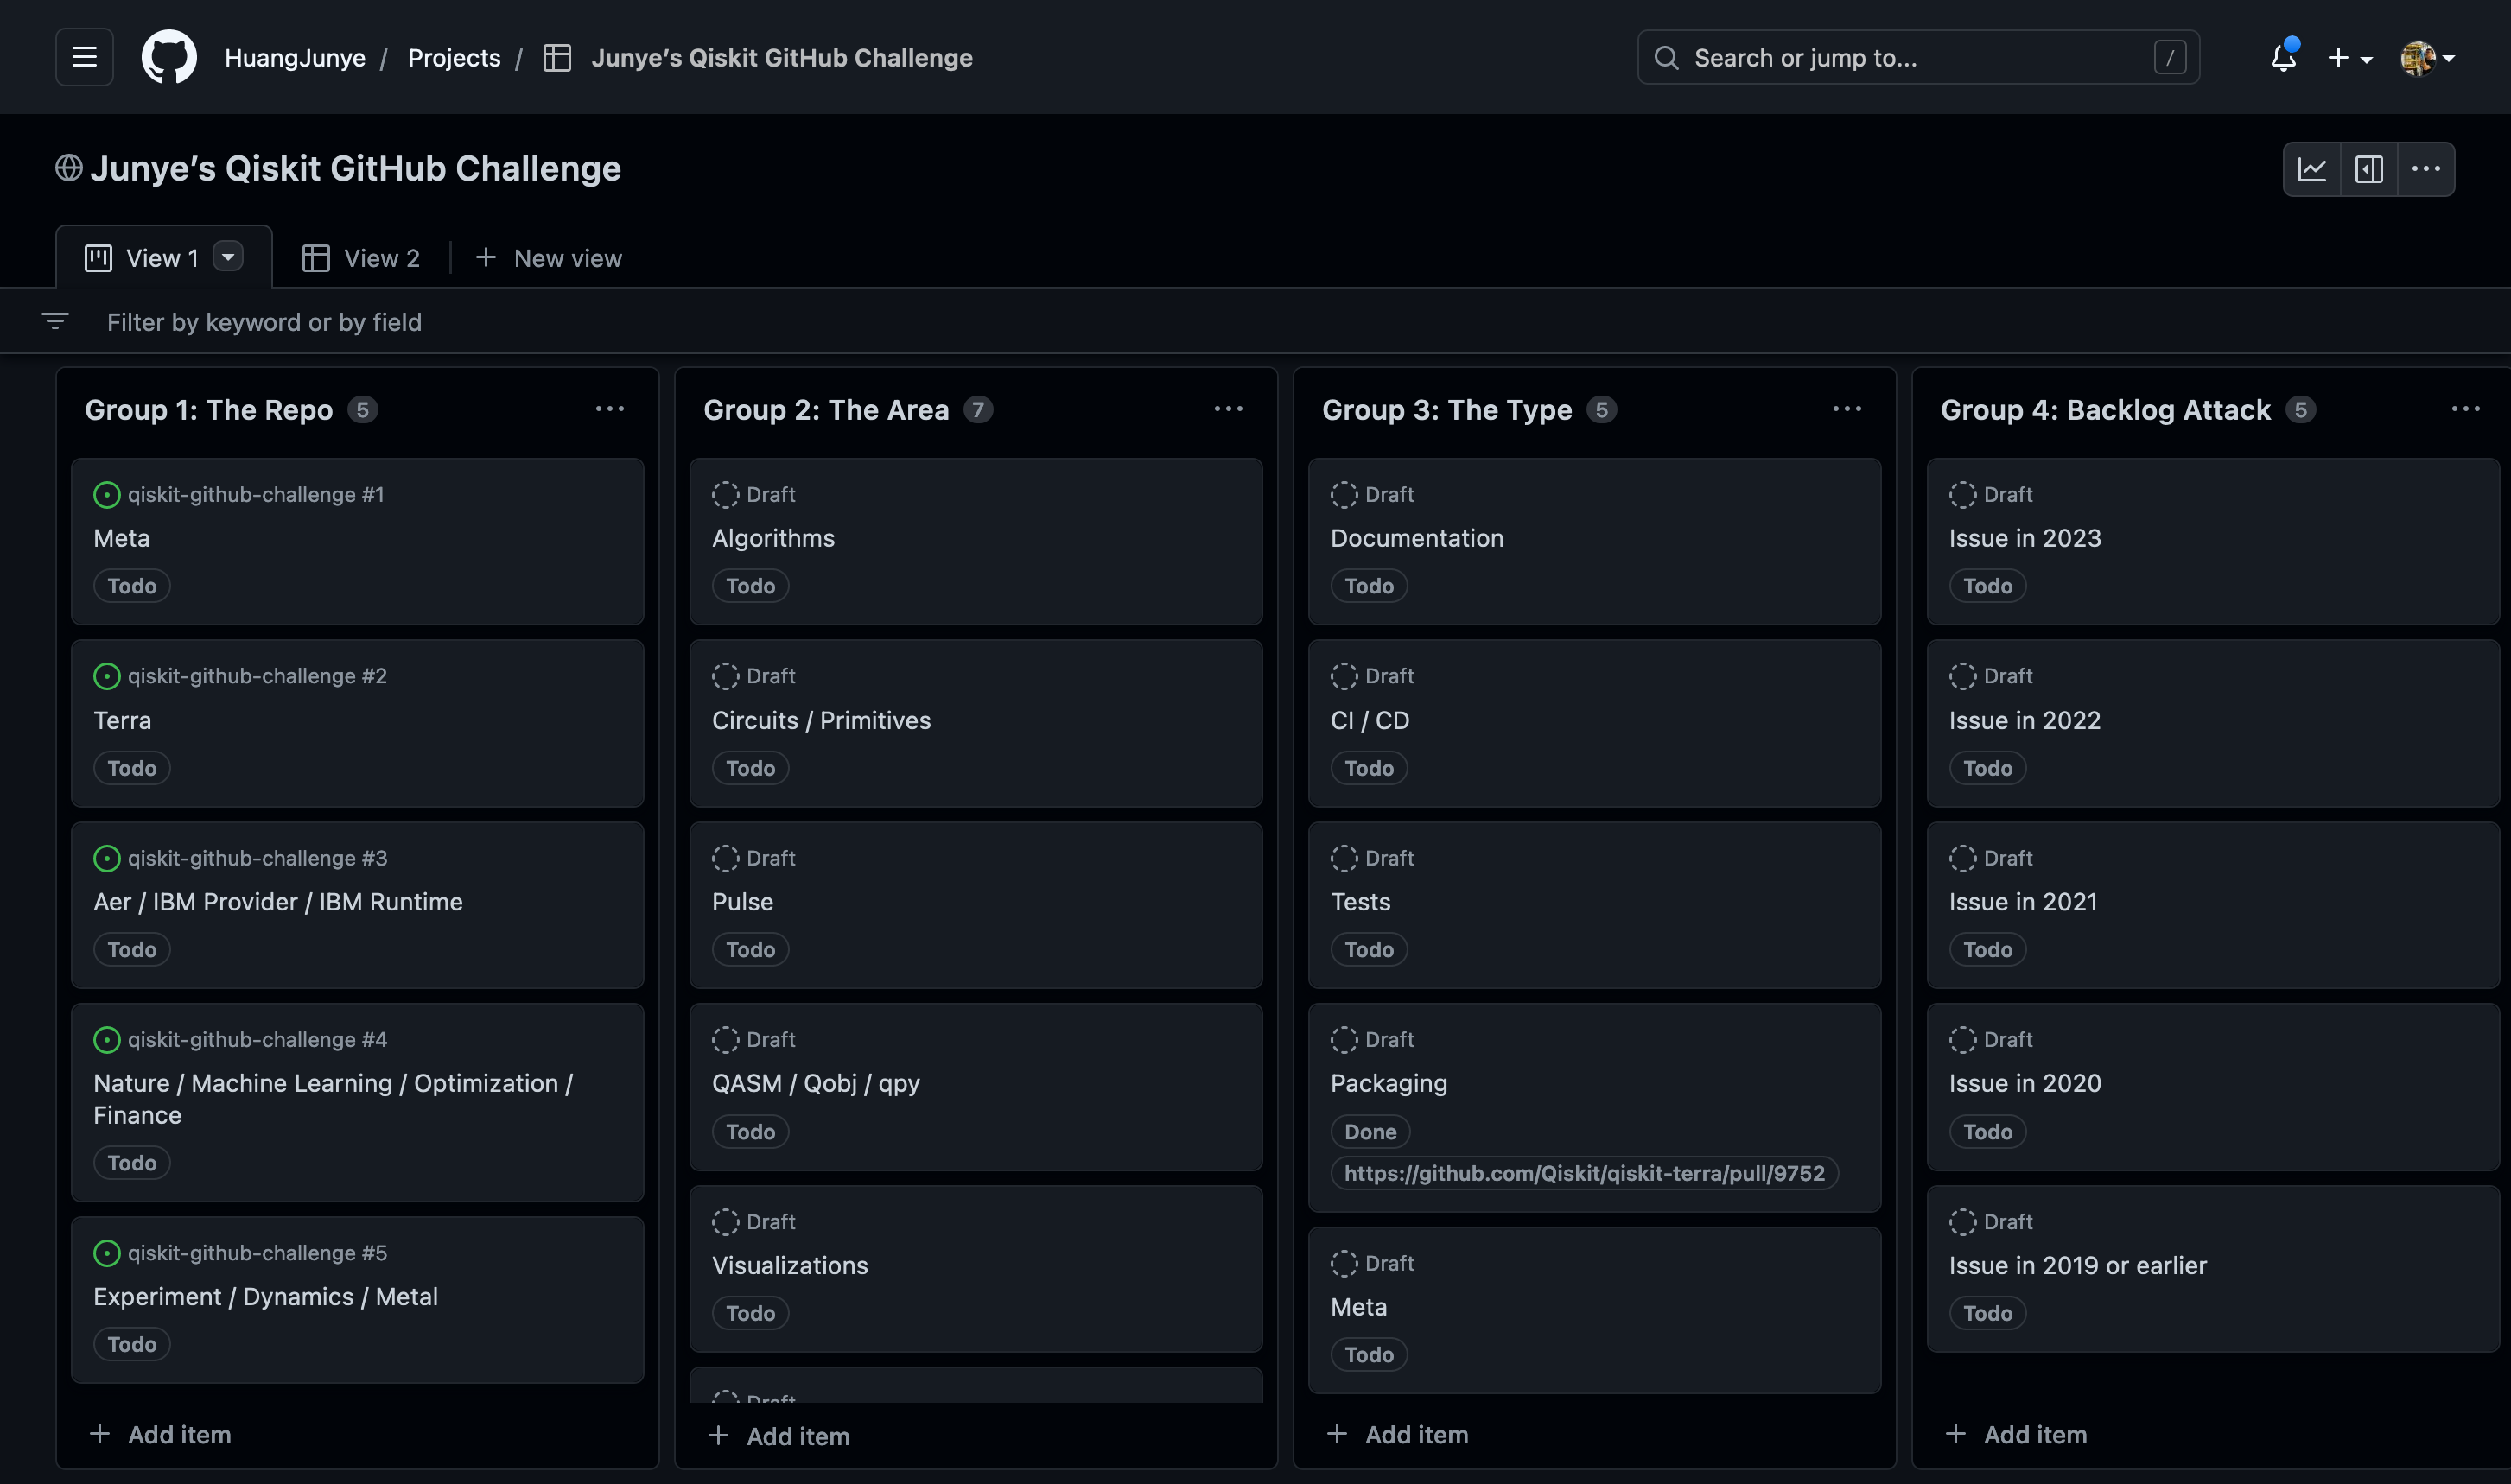 HuangJunye / Projects / Junye’s Qiskit GitHub Challenge
Search or jump to... /
Junye’s Qiskit GitHub Challenge
View 1 View 2 New view
Filter by keyword or by field
Group 1: The Repo 5
qiskit-github-challenge #1
Meta
Todo
qiskit-github-challenge #2
Terra
Todo
qiskit-github-challenge #3
Aer / IBM Provider / IBM Runtime
Todo
qiskit-github-challenge #4
Nature / Machine Learning / Optimization /
Finance
Todo
qiskit-github-challenge #5
Experiment / Dynamics / Metal
Todo
Add item
Group 2: The Area 7
Draft
Algorithms
Todo
Draft
Circuits / Primitives
Todo
Draft
Pulse
Todo
Draft
QASM / Qobj / qpy
Todo
Draft
Visualizations
Todo
Draft
Add item
Group 3: The Type 5
Draft
Documentation
Todo
Draft
CI / CD
Todo
Draft
Tests
Todo
Draft
Packaging
Done
https://github.com/Qiskit/qiskit-terra/pull/9752
Draft
Meta
Todo
Add item
Group 4: Backlog Attack 5
Draft
Issue in 2023
Todo
Draft
Issue in 2022
Todo
Draft
Issue in 2021
Todo
Draft
Issue in 2020
Todo
Draft
Issue in 2019 or earlier
Todo
Add item